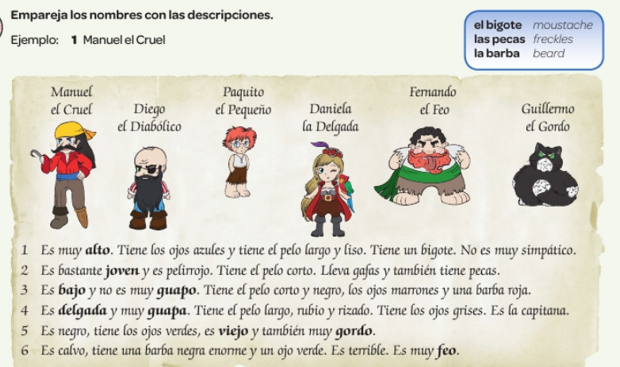 Empareja los nombres con las descripciones.
Ejemplo: 1 Manuel el Cruel
el bigote moustache
las pecas freckles
la barba beard
Manuel
el Cruel
Diego
el Diabólico
Paquito
el Pequeño
Daniela
la Delgada
Fernando
el Feo
Guillermo
el Gordo
1 Es muy alto. Tiene los ojos azules y tiene el pelo largo y liso. Tiene un bigote. No es muy simpático.
2 Es bastante joven y es pelirrojo. Tiene el pelo corto. Lleva gafas y también tiene pecas.
3 Es bajo y no es muy guapo. Tiene el pelo corto y negro, los ojos marrones y una barba roja.
4 Es delgada y muy guapa. Tiene el pelo largo, rubio y rizado. Tiene los ojos grises. Es la capitana.
5 Es negro, tiene los ojos verdes, es viejo y también muy gordo.
6 Es calvo, tiene una barba negra enorme y un ojo verde. Es terrible. Es muy feo.